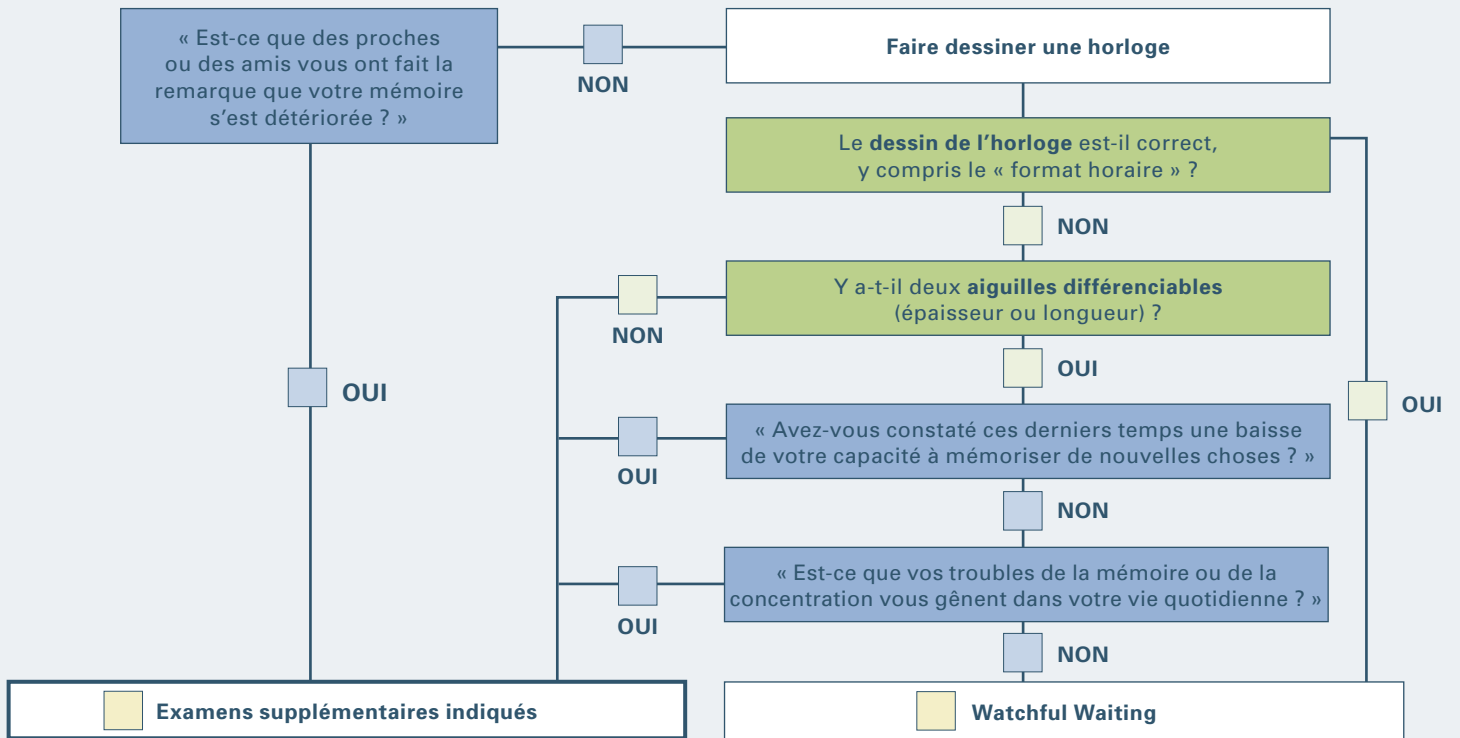 « Est-ce que des proches
ou des amis vous ont fait la
remarque que votre mémoire
s’est détériorée ? »
NON
Faire dessiner une horloge
Le dessin de l’horloge est-il correct,
y compris le « format horaire » ?
NON
Y a-t-il deux aiguilles différenciables
(épaisseur ou longueur) ?
NON
OUI
OUI
OUI
« Avez-vous constaté ces derniers temps une baisse
de votre capacité à mémoriser de nouvelles choses ? »
OUI
NON
« Est-ce que vos troubles de la mémoire ou de la
concentration vous gênent dans votre vie quotidienne ? »
OUI
NON
Examens supplémentaires indiqués
Watchful Waiting